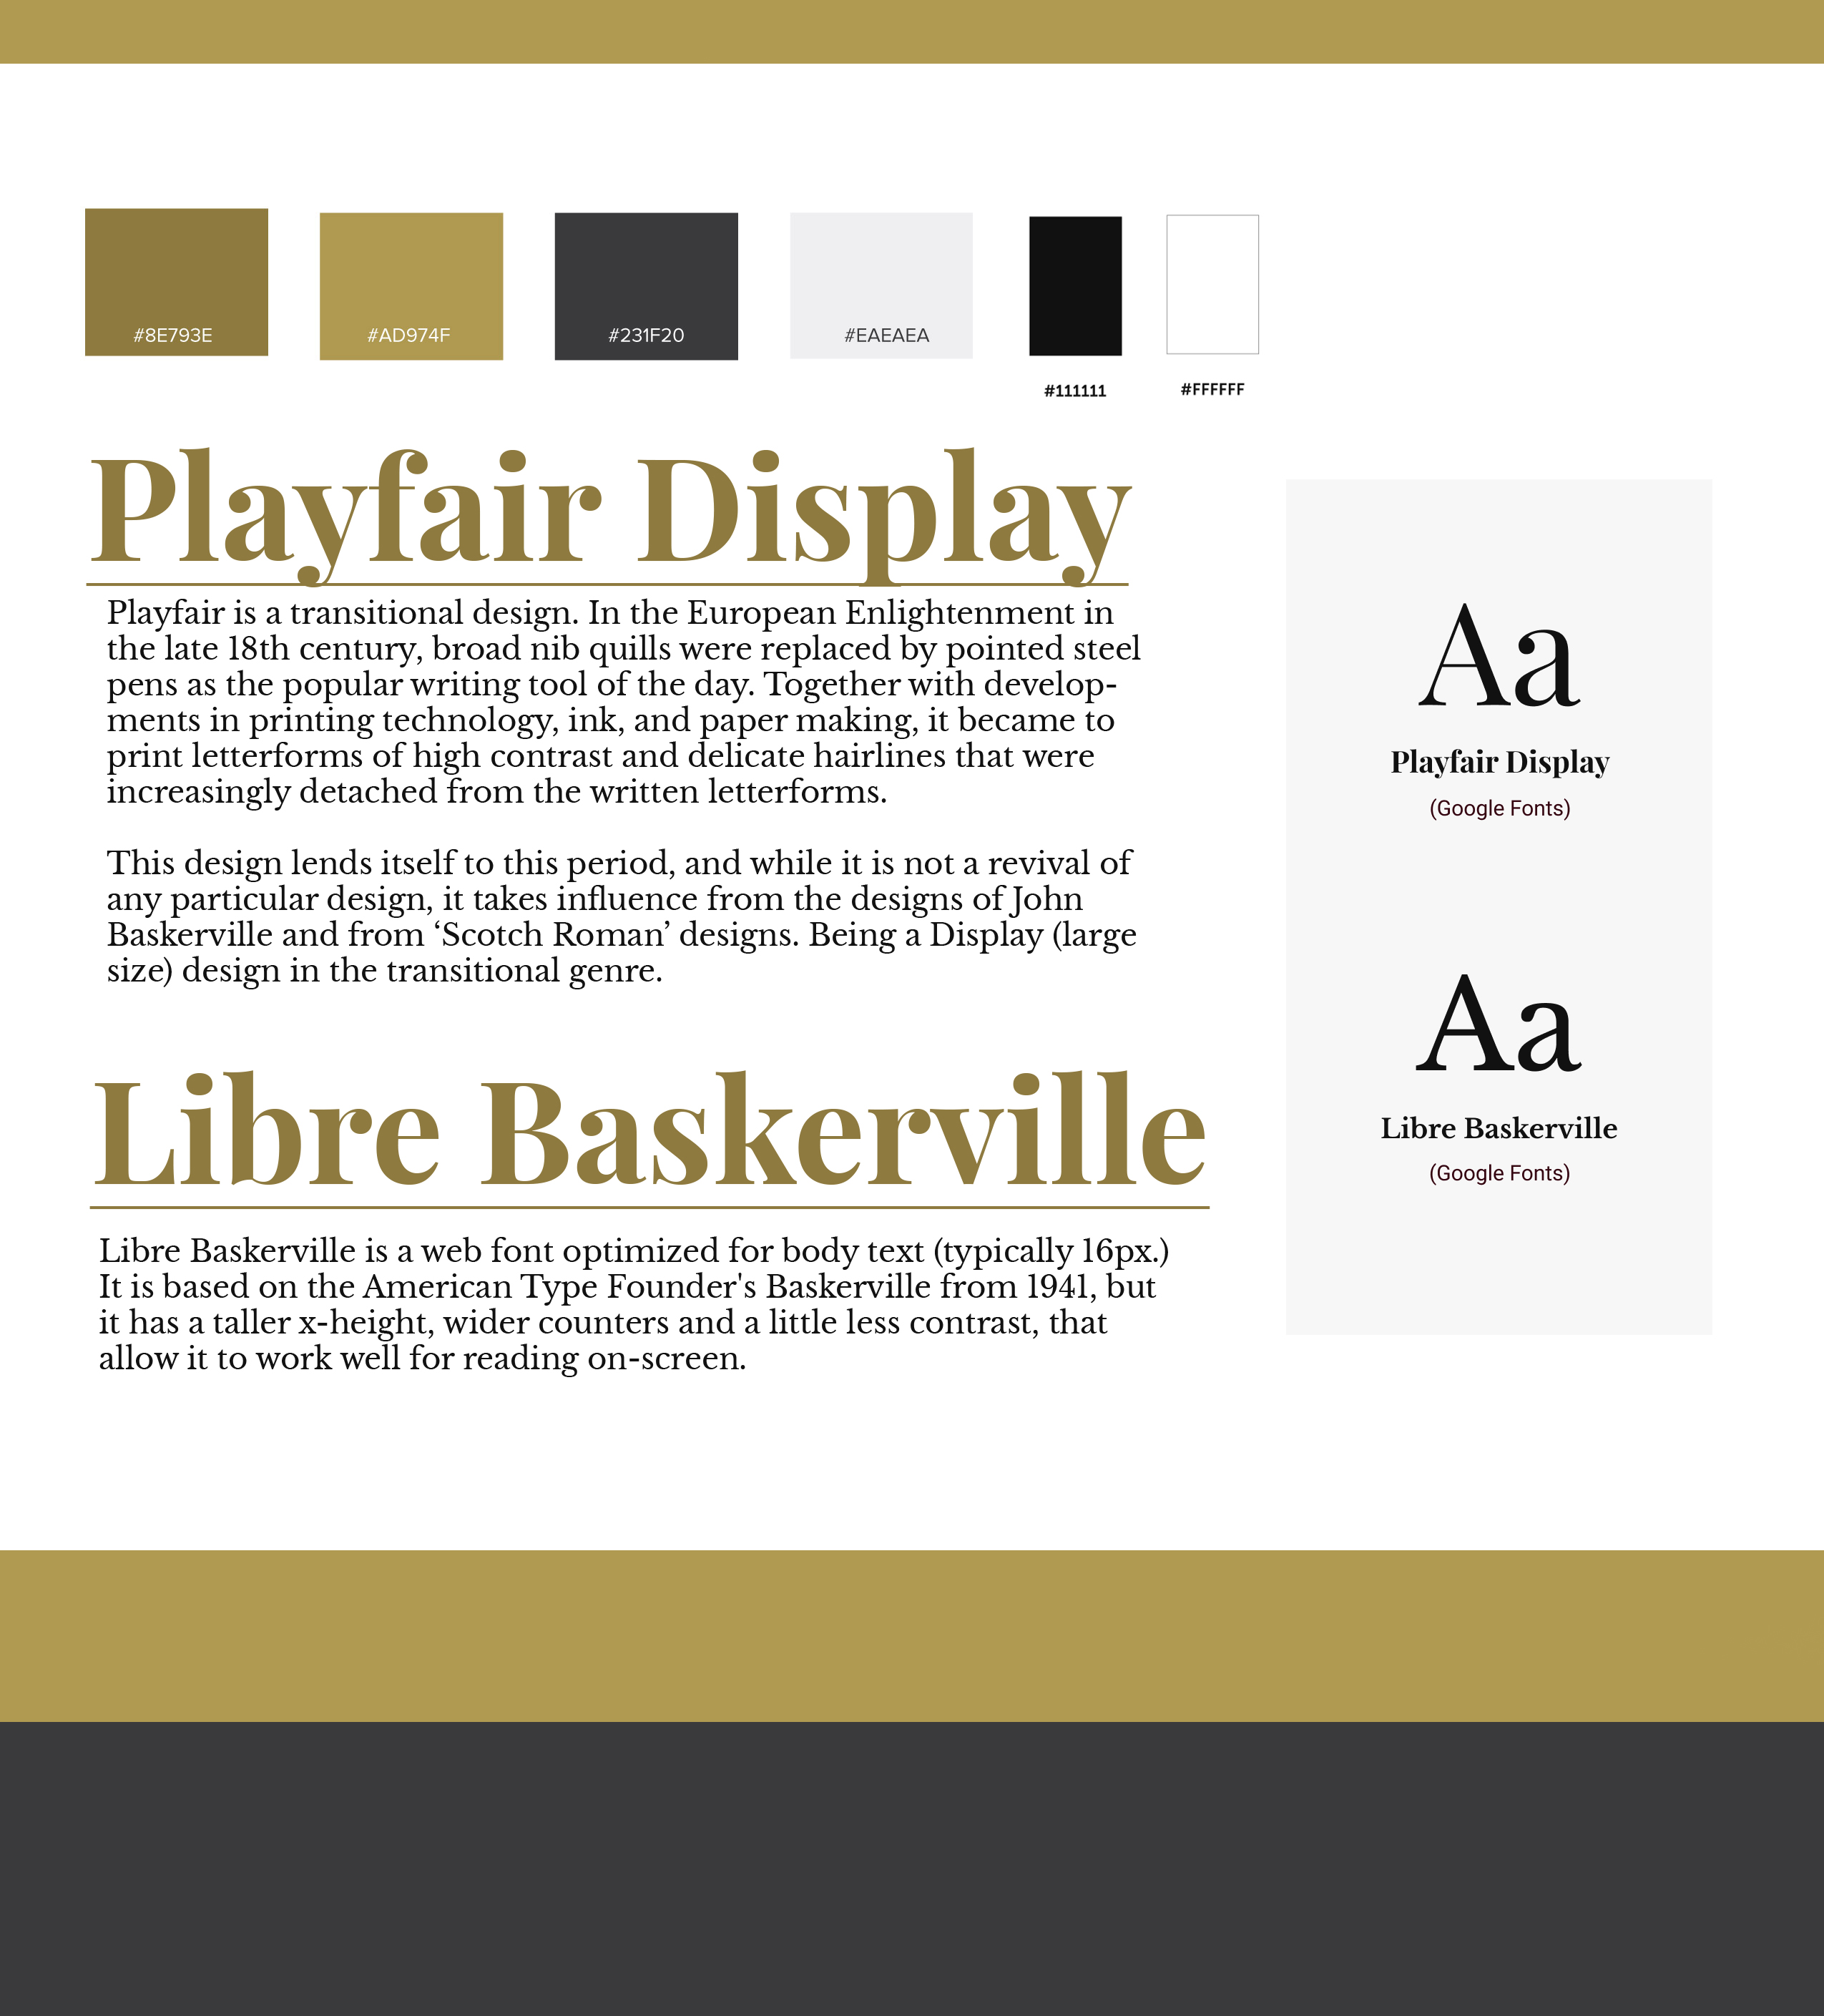 #8E793E
#AD974F
#231F20
#EAEAEA
#111111
#FFFFFF
Playfair Display
Playfair is a transitional design. In the European Enlightenment in
the late 18th century, broad nib quills were replaced by pointed steel
pens as the popular writing tool of the day. Together with develop-
ments in printing technology, ink, and paper making, it became to
print letterforms of high contrast and delicate hairlines that were
increasingly detached from the written letterforms.
This design lends itself to this period, and while it is not a revival of
any particular design, it takes influence from the designs of John
Baskerville and from ‘Scotch Roman’ designs. Being a Display (large
size) design in the transitional genre.
Libre Baskerville
Libre Baskerville is a web font optimized for body text (typically 16px.)
It is based on the American Type Founder's Baskerville from 1941, but
it has a taller x-height, wider counters and a little less contrast, that
allow it to work well for reading on-screen.
Aa
Playfair Display
(Google Fonts)
Aa
Libre Baskerville
(Google Fonts)